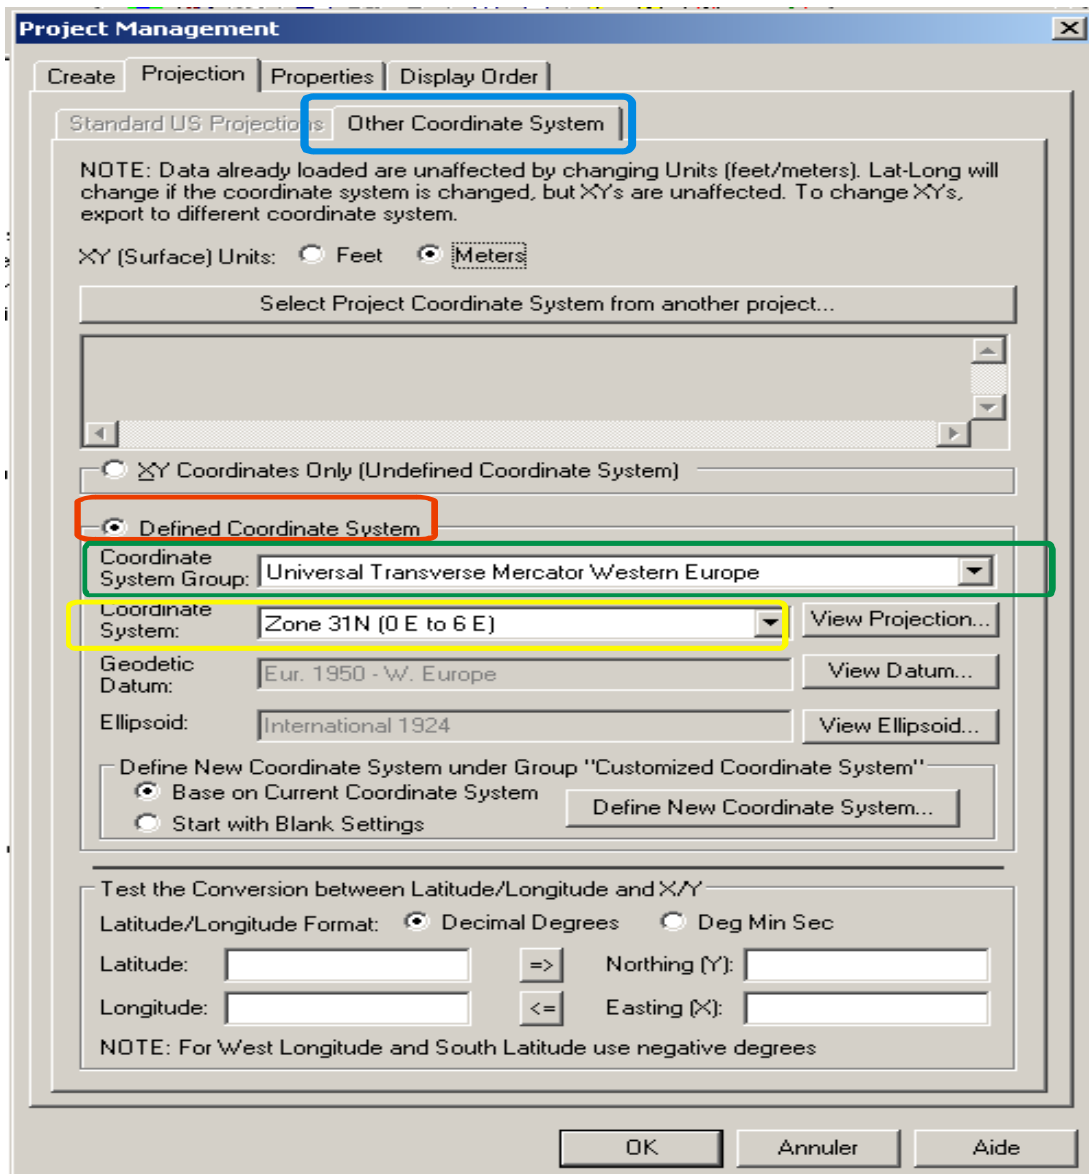 Project Management
Create Projection Properties Display Order
Standard US Projections Other Coordinate System
NOTE: Data already loaded are unaffected by changing Units (feet/meters). Lat-Long will
change if the coordinate system is changed, but XYs are unaffected. To change XYs,
export to different coordinate system.
XY (Surface) Units: Feet Meters
Select Project Coordinate System from another project...
XY Coordinates Only (Undefined Coordinate System)
Defined Coordinate System
Coordinate
System Group: Universal Transverse Mercator Western Europe
Coordinate
System: Zone 31N (0 E to 6 E) View Projection...
Geodetic
Datum: Eur. 1950 - W. Europe View Datum...
Ellipsoid: International 1924 View Ellipsoid...
Define New Coordinate System under Group "Customized Coordinate System"
Base on Current Coordinate System
Define New Coordinate System...
Start with Blank Settings
Test the Conversion between Latitude/Longitude and X/Y
Latitude/Longitude Format: Decimal Degrees Deg Min Sec
Latitude: => Northing (Y):
Longitude: <= Easting (X):
NOTE: For West Longitude and South Latitude use negative degrees
OK Annuler Aide